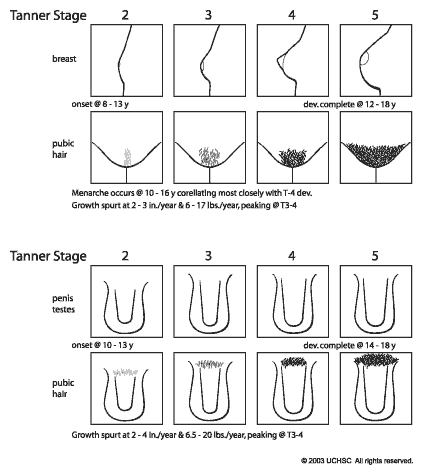 Tanner Stage 2 3 4 5
breast
onset @ 8 - 13 y dev. complete @ 12 - 18 y
pubic
hair
Menarche occurs @ 10 - 16 y corellating most closely with T-4 dev.
Growth spurt at 2 - 3 in./year & 6 - 17 lbs./year, peaking @ T3-4
Tanner Stage 2 3 4 5
penis
testes
onset @ 10 - 13 y dev. complete @ 14 - 18 y
pubic
hair
Growth spurt at 2 - 4 in./year & 6.5 - 20 lbs./year, peaking @ T3-4
© 2003 UCHSC All rights reserved.